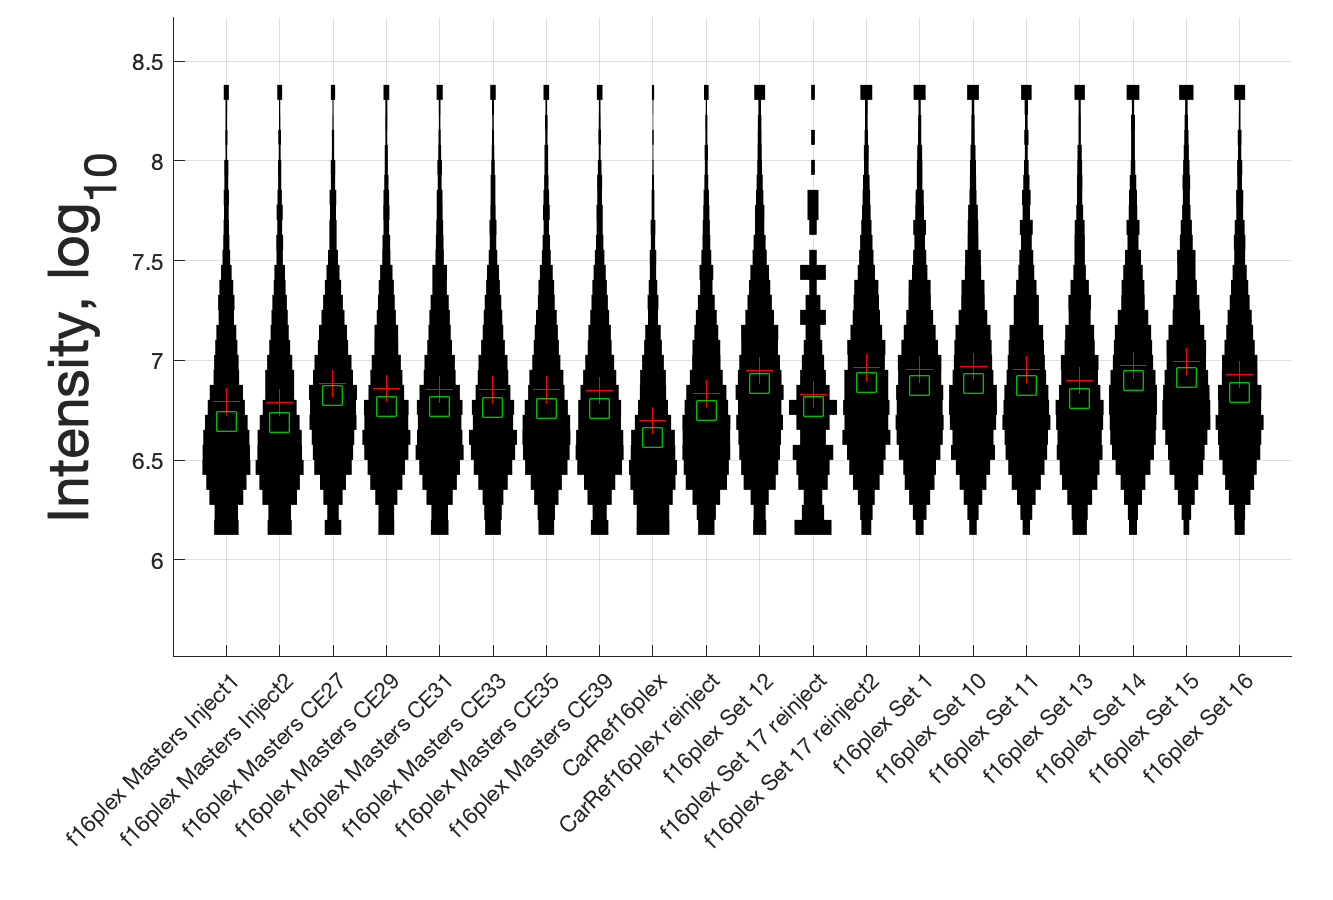 Intensity, log10
8.5
8
7.5
7
6.5
6
f16plex Masters Inject1
f16plex Masters Inject2
f16plex Masters CE27
f16plex Masters CE29
f16plex Masters CE31
f16plex Masters CE33
f16plex Masters CE35
f16plex Masters CE39
CarRef16plex
CarRef16plex reinject
f16plex Set 12
f16plex Set 17 reinject
f16plex Set 17 reinject2
f16plex Set 1
f16plex Set 10
f16plex Set 11
f16plex Set 13
f16plex Set 14
f16plex Set 15
f16plex Set 16